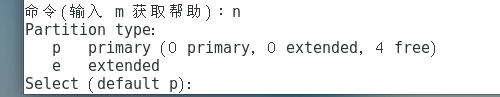 命令(输入 m 获取帮助)：n
Partition type:
   p   primary (0 primary, 0 extended, 4 free)
   e   extended
Select (default p):